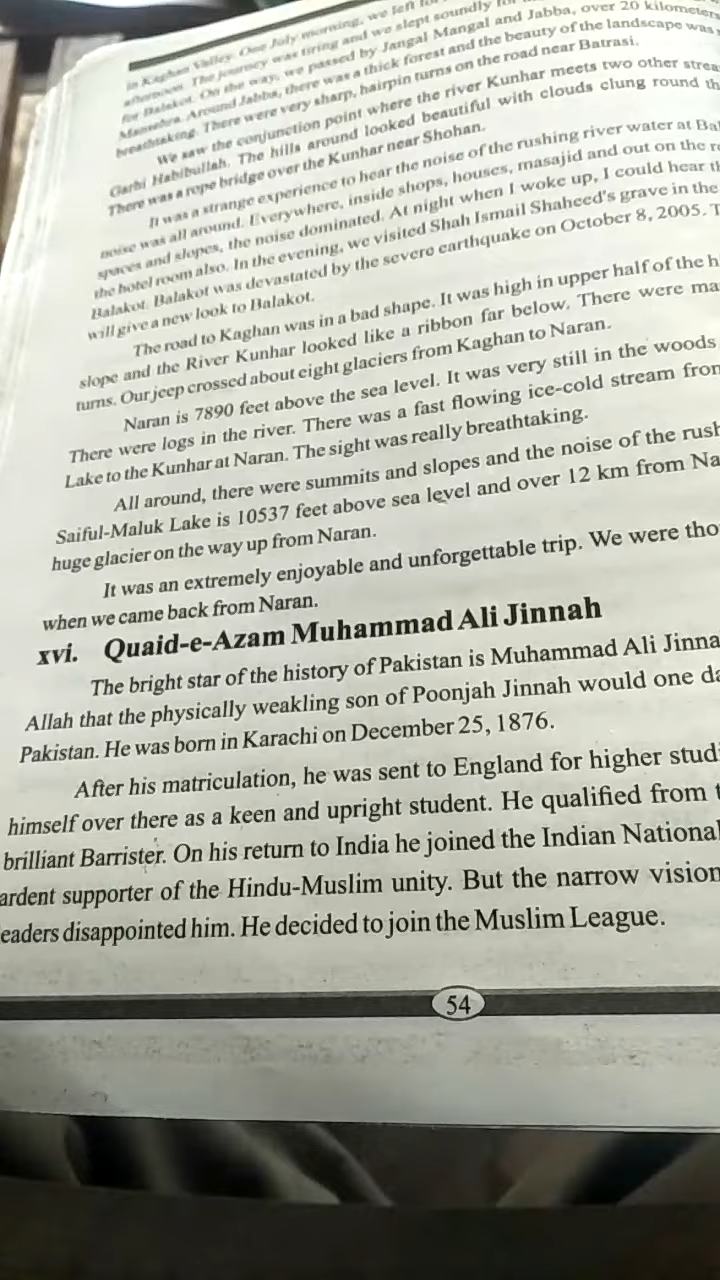 in Kaghan Valley. One July morning, we left for
afternoon. The journey was tiring and we slept soundly
for Balakot. On the way, we passed by Jangal Mangal and Jabba, over 20 kilometers
Mansehra. Around Jabba, there was a thick forest and the beauty of the landscape was
breathtaking. There were very sharp, hairpin turns on the road near Batrasi.
We saw the conjunction point where the river Kunhar meets two other strea
Garhi Habibullah. The hills around looked beautiful with clouds clung round th
There was a rope bridge over the Kunhar near Shohan.
It was a strange experience to hear the noise of the rushing river water at Bal
noise was all around. Everywhere, inside shops, houses, masajid and out on the r
spaces and slopes, the noise dominated. At night when I woke up, I could hear th
the hotel room also. In the evening, we visited Shah Ismail Shaheed's grave in the
Balakot. Balakot was devastated by the severe earthquake on October 8, 2005. T
will give a new look to Balakot.
The road to Kaghan was in a bad shape. It was high in upper half of the h
slope and the River Kunhar looked like a ribbon far below. There were ma
turns. Our jeep crossed about eight glaciers from Kaghan to Naran.
Naran is 7890 feet above the sea level. It was very still in the woods
There were logs in the river. There was a fast flowing ice-cold stream from
Lake to the Kunhar at Naran. The sight was really breathtaking.
All around, there were summits and slopes and the noise of the rush
Saiful-Maluk Lake is 10537 feet above sea level and over 12 km from Na
huge glacier on the way up from Naran.
It was an extremely enjoyable and unforgettable trip. We were tho
when we came back from Naran.
xvi. Quaid-e-Azam Muhammad Ali Jinnah
The bright star of the history of Pakistan is Muhammad Ali Jinna
Allah that the physically weakling son of Poonjah Jinnah would one da
Pakistan. He was born in Karachi on December 25, 1876.
After his matriculation, he was sent to England for higher studi
himself over there as a keen and upright student. He qualified from t
brilliant Barrister. On his return to India he joined the Indian National
ardent supporter of the Hindu-Muslim unity. But the narrow vision
eaders disappointed him. He decided to join the Muslim League.
54